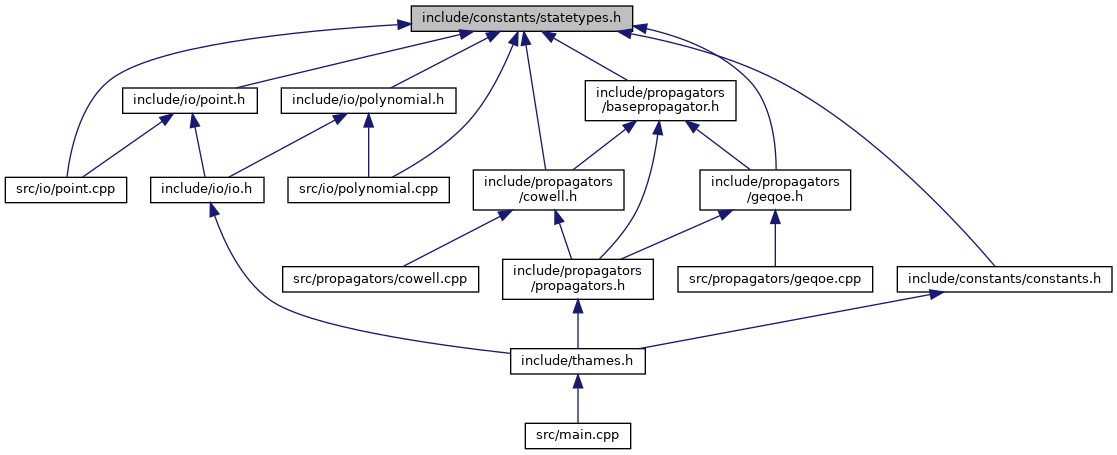 include/constants/statetypes.h
include/io/point.h
include/io/polynomial.h
include/propagators
/basepropagator.h
src/io/point.cpp
include/io/io.h
src/io/polynomial.cpp
include/propagators
/cowell.h
include/propagators
/geqoe.h
src/propagators/cowell.cpp
include/propagators
/propagators.h
src/propagators/geqoe.cpp
include/constants/constants.h
include/thames.h
src/main.cpp